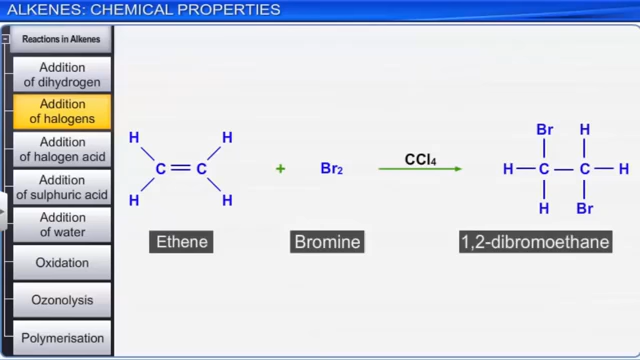 ALKENES: CHEMICAL PROPERTIES
Reactions in Alkenes
Addition
of dihydrogen
Addition
of halogens
Addition
of halogen acid
Addition
of sulphuric acid
Addition
of water
Oxidation
Ozonolysis
Polymerisation
H H
C C
H H
+ Br₂
CCl₄
Br H
H C C H
H Br
Ethene
Bromine
1,2-dibromoethane